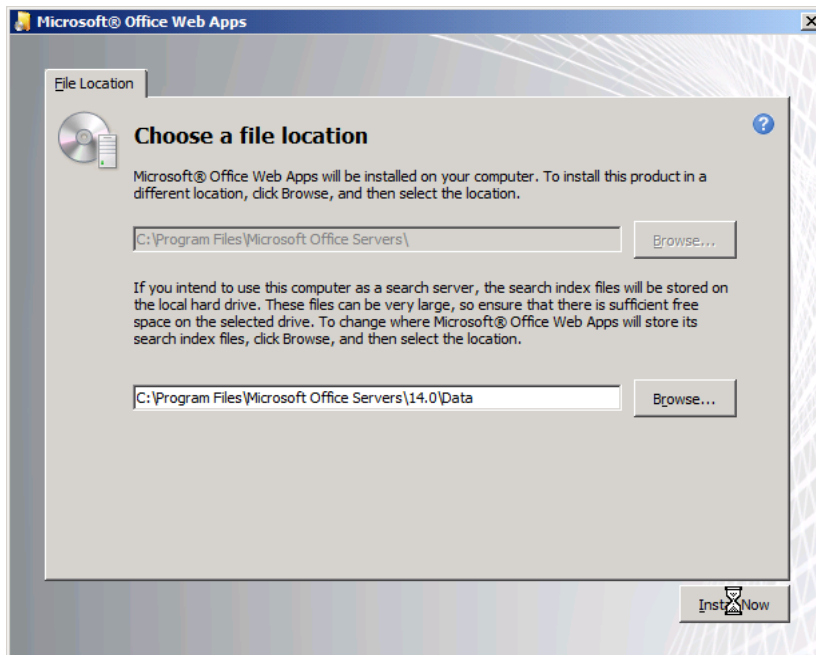 Microsoft® Office Web Apps
File Location
Choose a file location
Microsoft® Office Web Apps will be installed on your computer. To install this product in a
different location, click Browse, and then select the location.
C:\Program Files\Microsoft Office Servers\
Browse...
If you intend to use this computer as a search server, the search index files will be stored on
the local hard drive. These files can be very large, so ensure that there is sufficient free
space on the selected drive. To change where Microsoft® Office Web Apps will store its
search index files, click Browse, and then select the location.
C:\Program Files\Microsoft Office Servers\14.0\Data
Browse...
Install Now